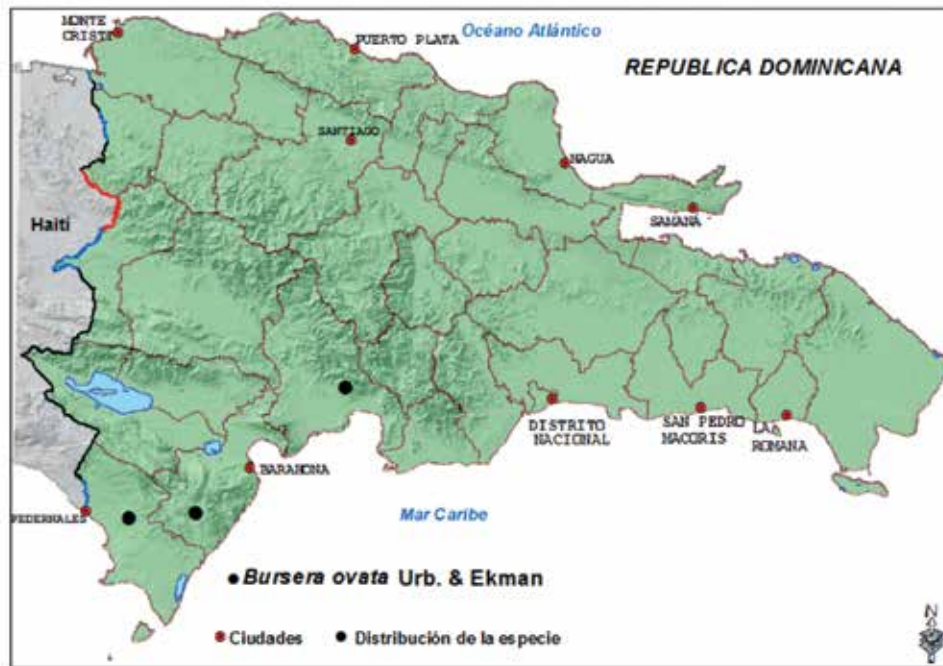 MONTE
CRISTI
PUERTO PLATA
Océano Atlántico
REPUBLICA DOMINICANA
SANTIAGO
NAGUA
SAMANA
Haití
DISTRITO
NACIONAL
SAN PEDRO
MACORIS
LA
ROMANA
BARAHONA
PEDERNALES
Mar Caribe
Bursera ovata Urb. & Ekman
Ciudades
Distribución de la especie
N